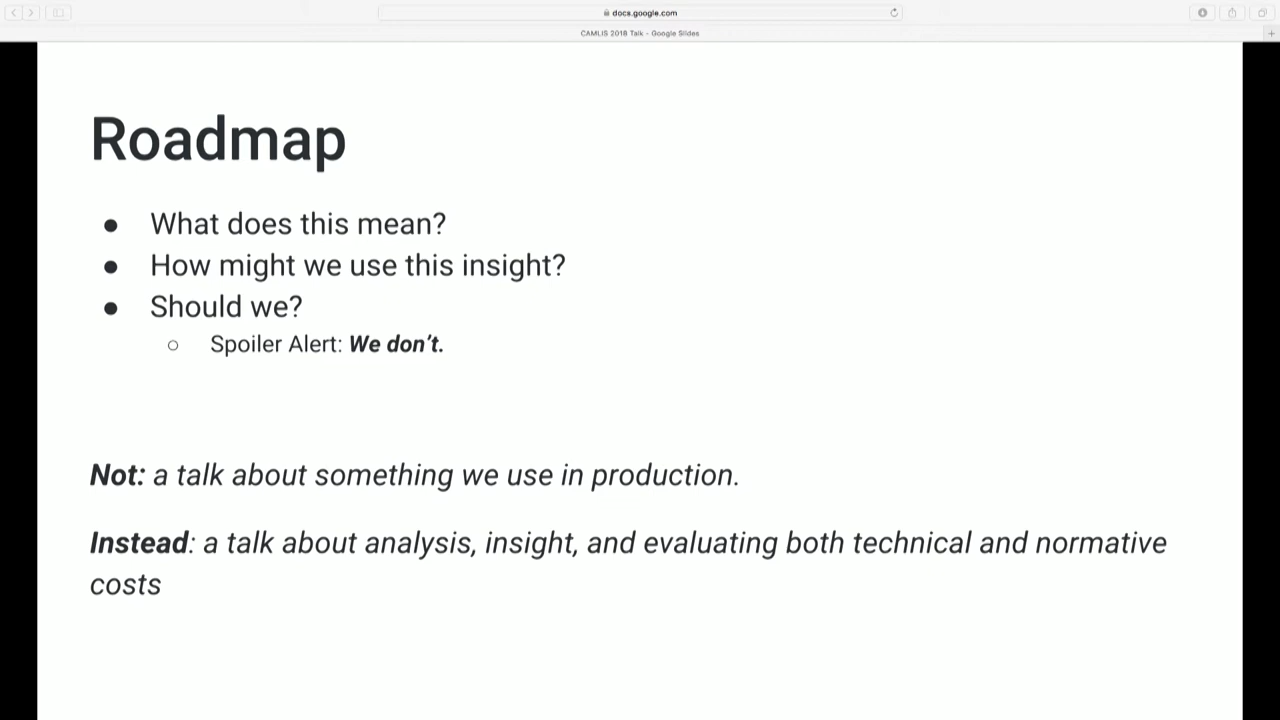 docs.google.com
CAMLIS 2018 Talk - Google Slides
Roadmap
● What does this mean?
● How might we use this insight?
● Should we?
○ Spoiler Alert: We don't.
Not: a talk about something we use in production.
Instead: a talk about analysis, insight, and evaluating both technical and normative
costs